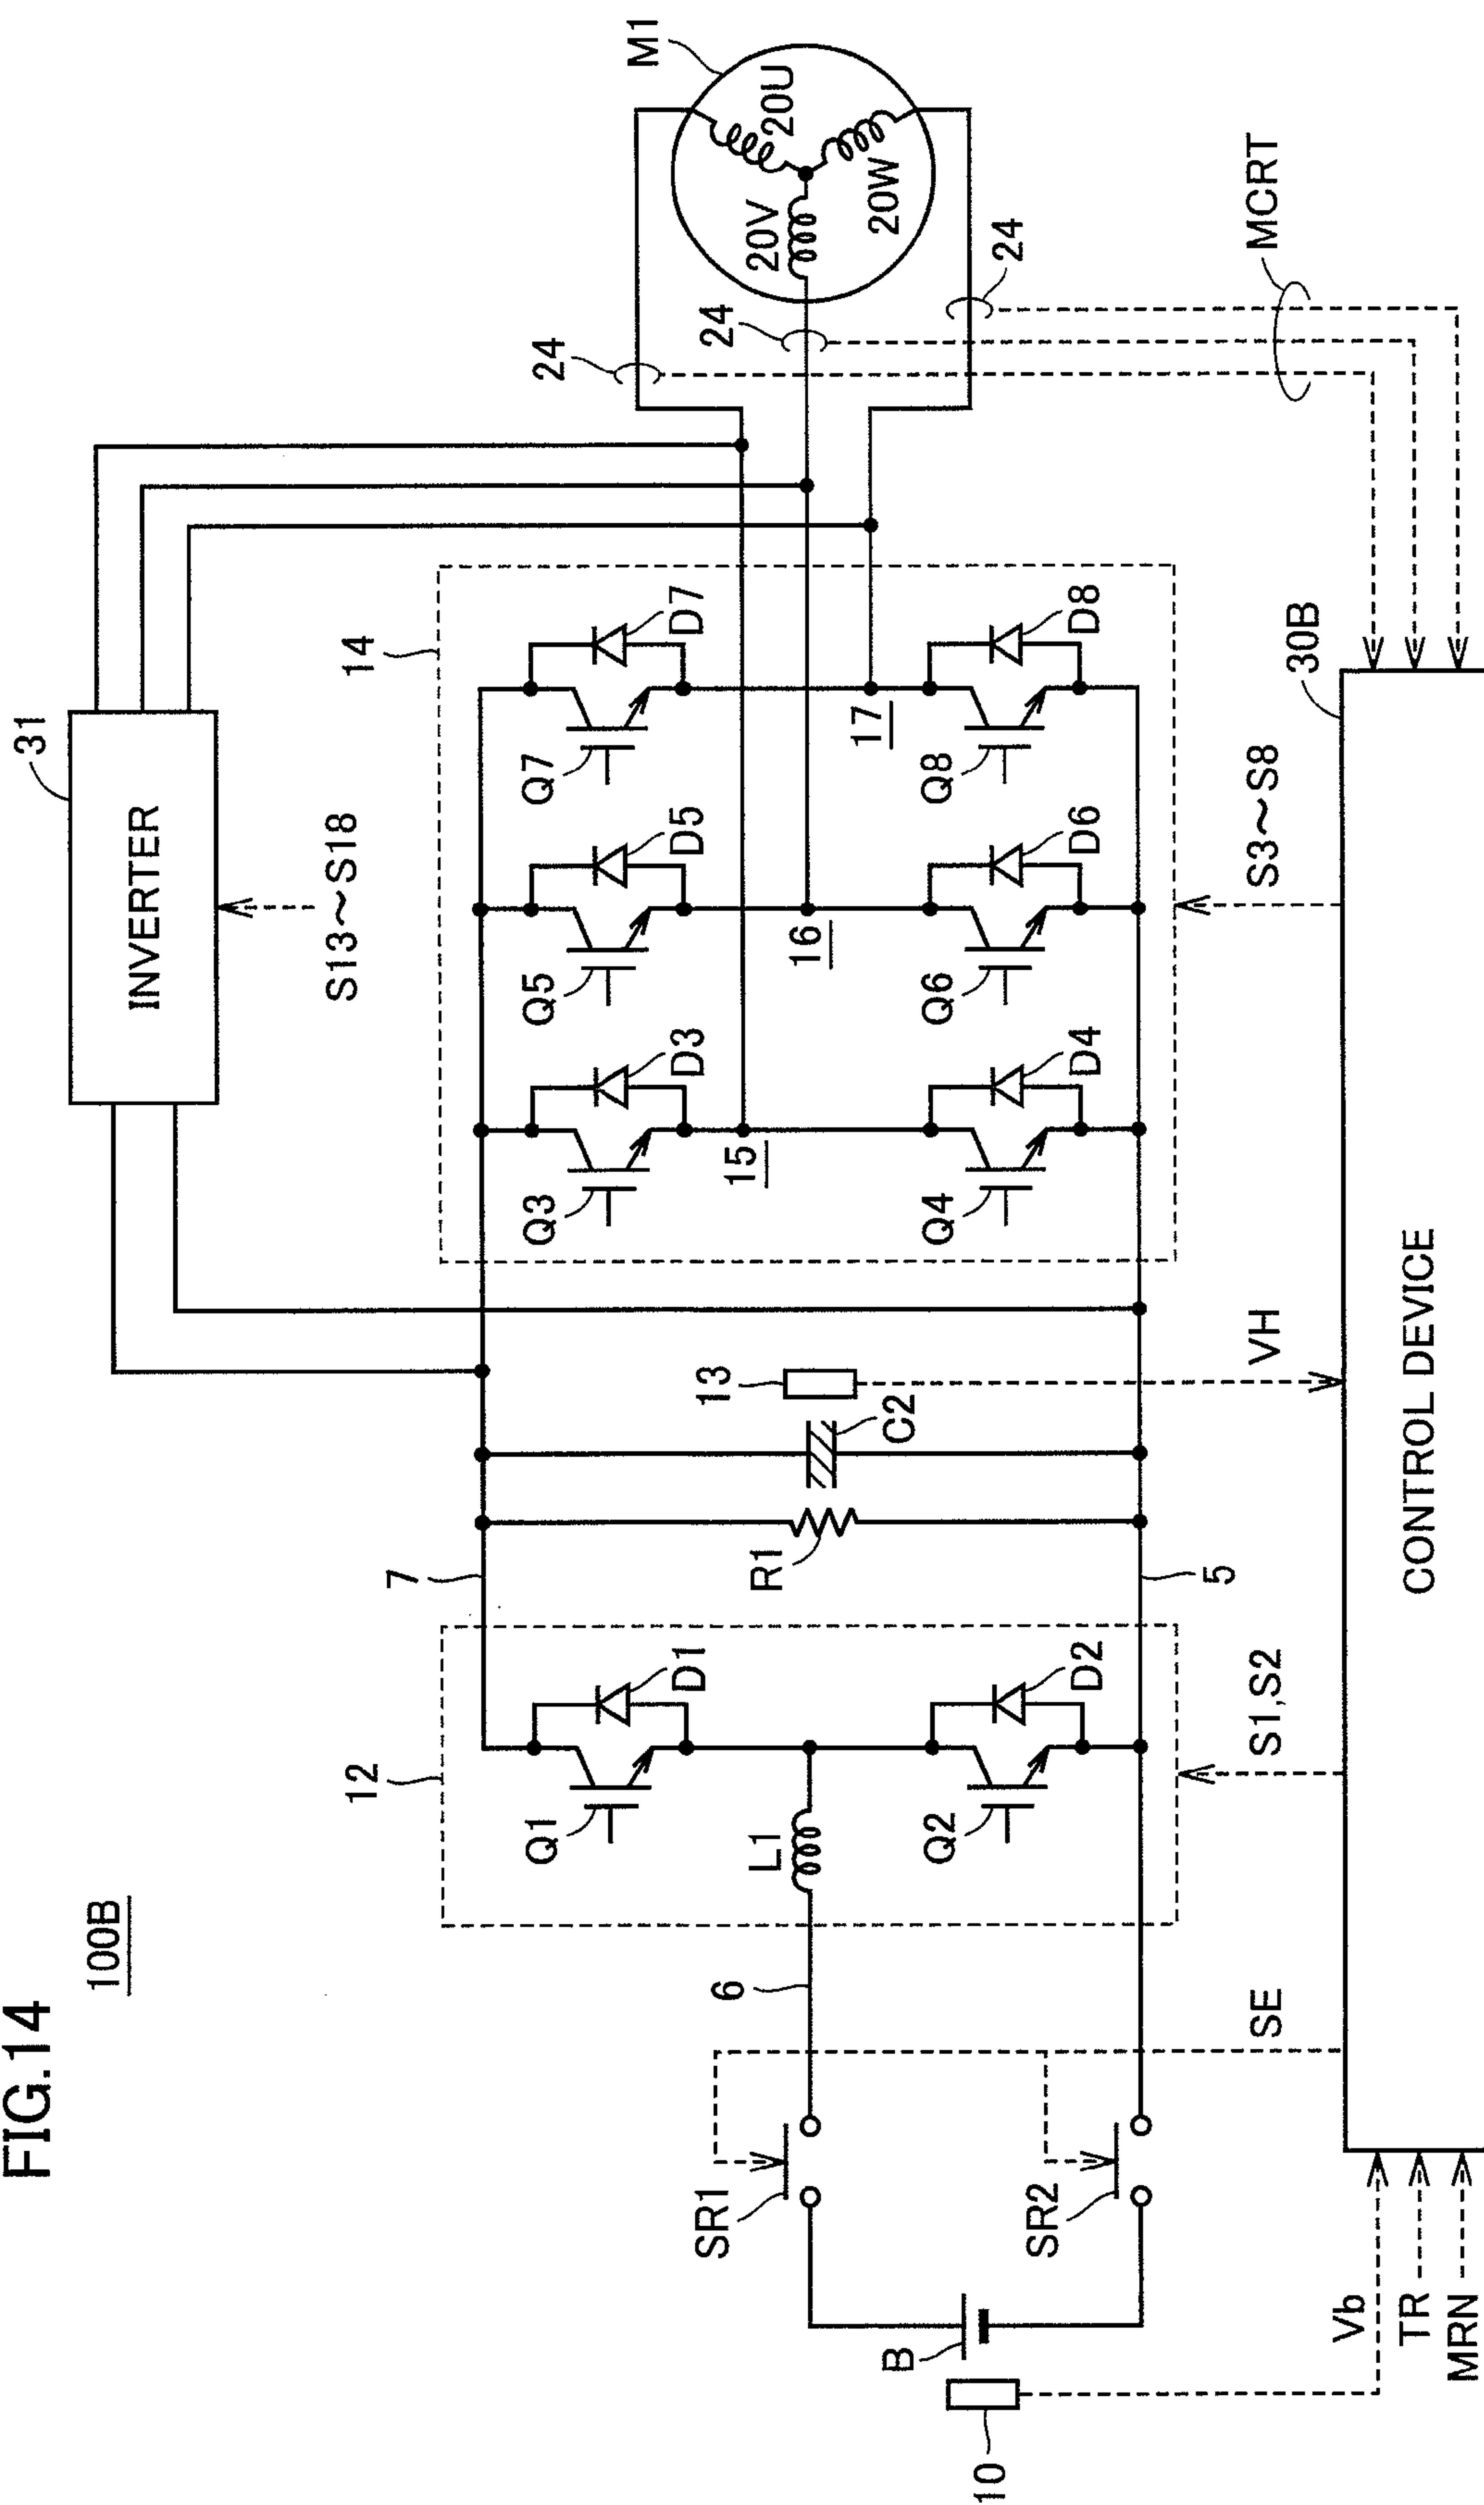 FIG.14
100B
31
INVERTER
S13~S18
12
7
14
Q1
D1
Q3
D3
Q5
D5
Q7
D7
24
M1
SR1
6
L1
R1
13
15
16
17
24
20V
20U
20W
B
10
SR2
Q2
D2
C2
Q4
D4
Q6
D6
Q8
D8
24
5
SE
S1,S2
VH
S3~S8
30B
MCRT
Vb
TR
MRN
CONTROL DEVICE